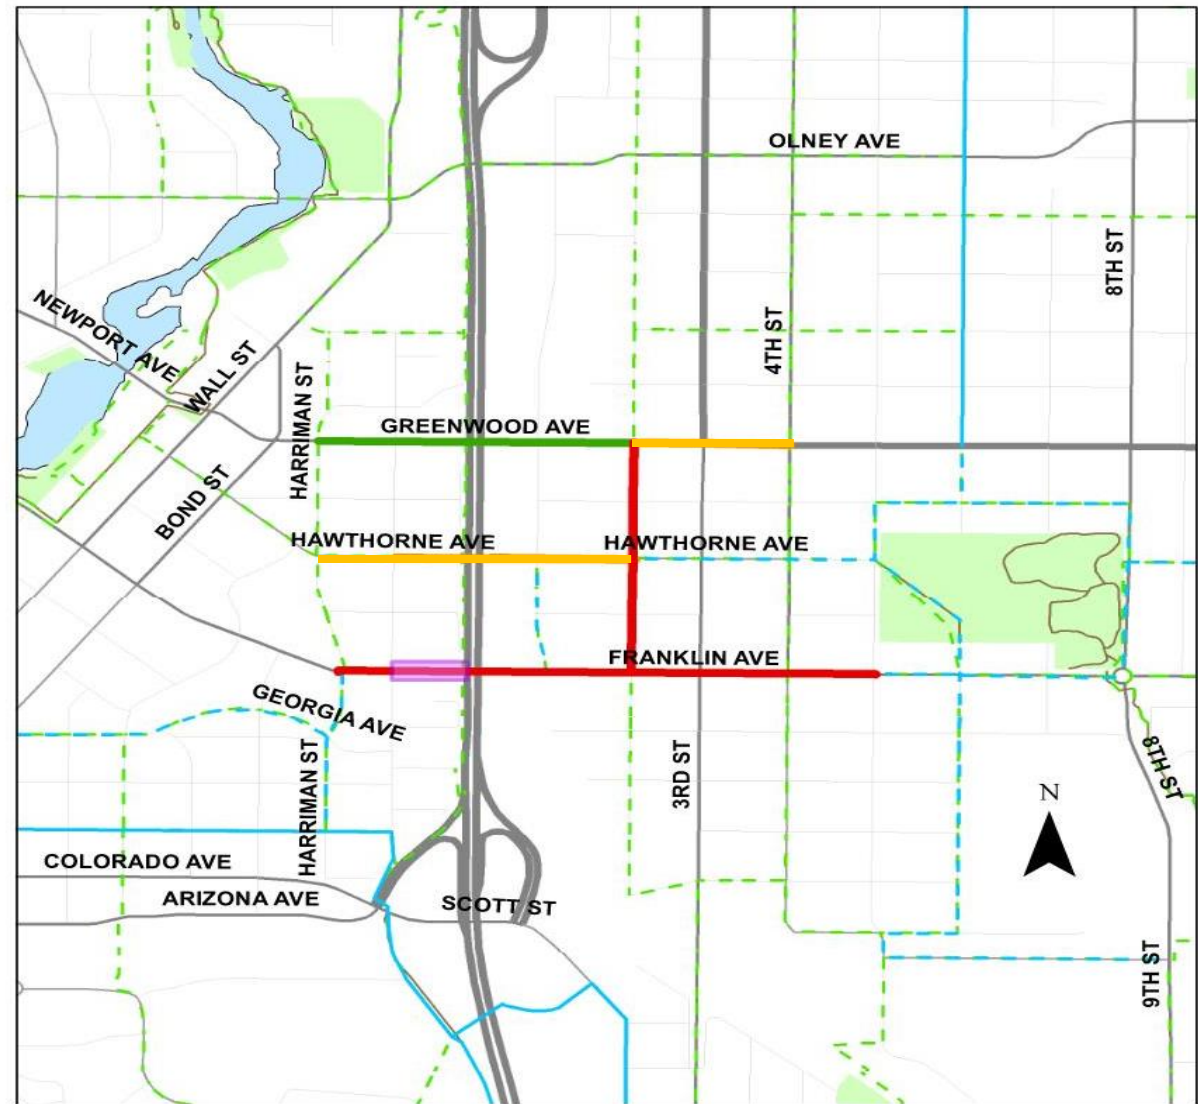 OLNEY AVE
8TH ST
NEWPORT AVE
WALL ST
4TH ST
HARRIMAN ST
GREENWOOD AVE
BOND ST
HAWTHORNE AVE
HAWTHORNE AVE
FRANKLIN AVE
GEORGIA AVE
HARRIMAN ST
3RD ST
8TH ST
N
COLORADO AVE
ARIZONA AVE
SCOTT ST
9TH ST